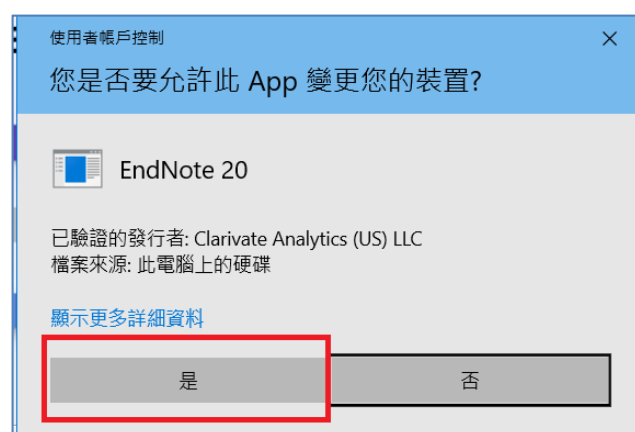 使用者帳戶控制
您是否要允許此 App 變更您的裝置?
EndNote 20
已驗證的發行者: Clarivate Analytics (US) LLC
檔案來源: 此電腦上的硬碟
顯示更多詳細資料
是
否